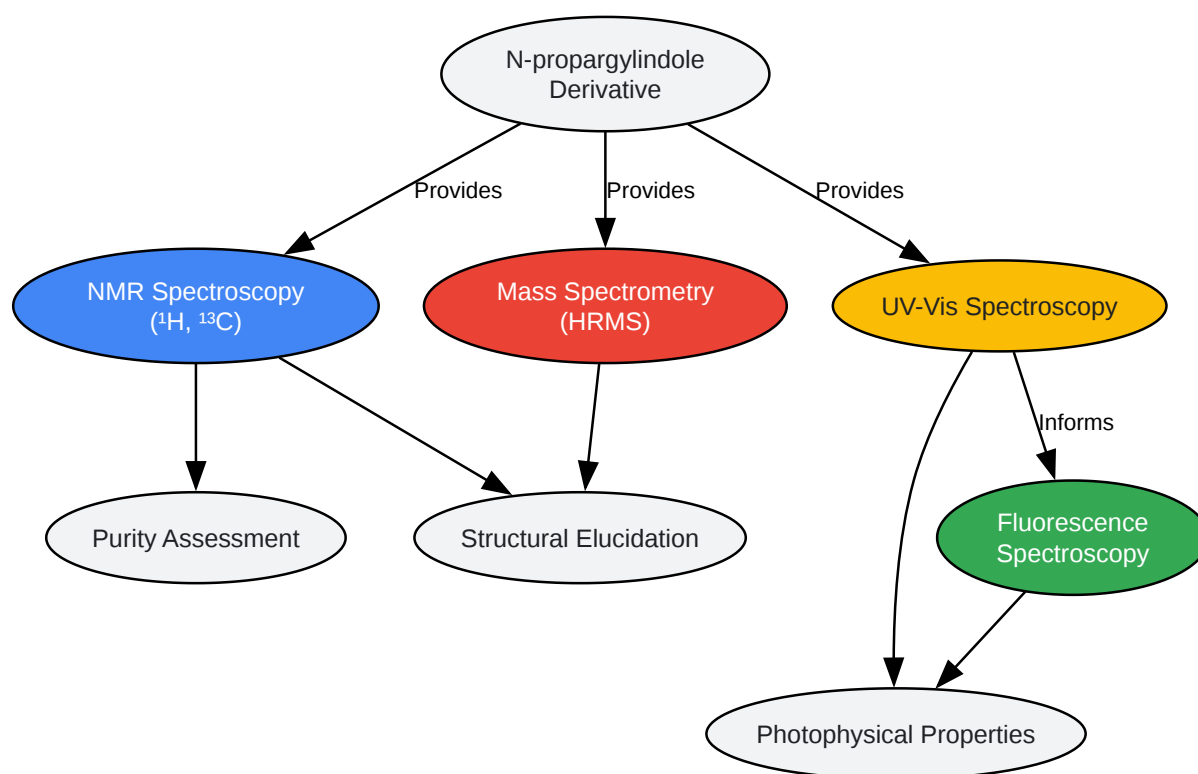 N-propargylindole
Derivative
Provides
Provides
Provides
NMR Spectroscopy
(¹H, ¹³C)
Mass Spectrometry
(HRMS)
UV-Vis Spectroscopy
Informs
Purity Assessment
Structural Elucidation
Fluorescence
Spectroscopy
Photophysical Properties